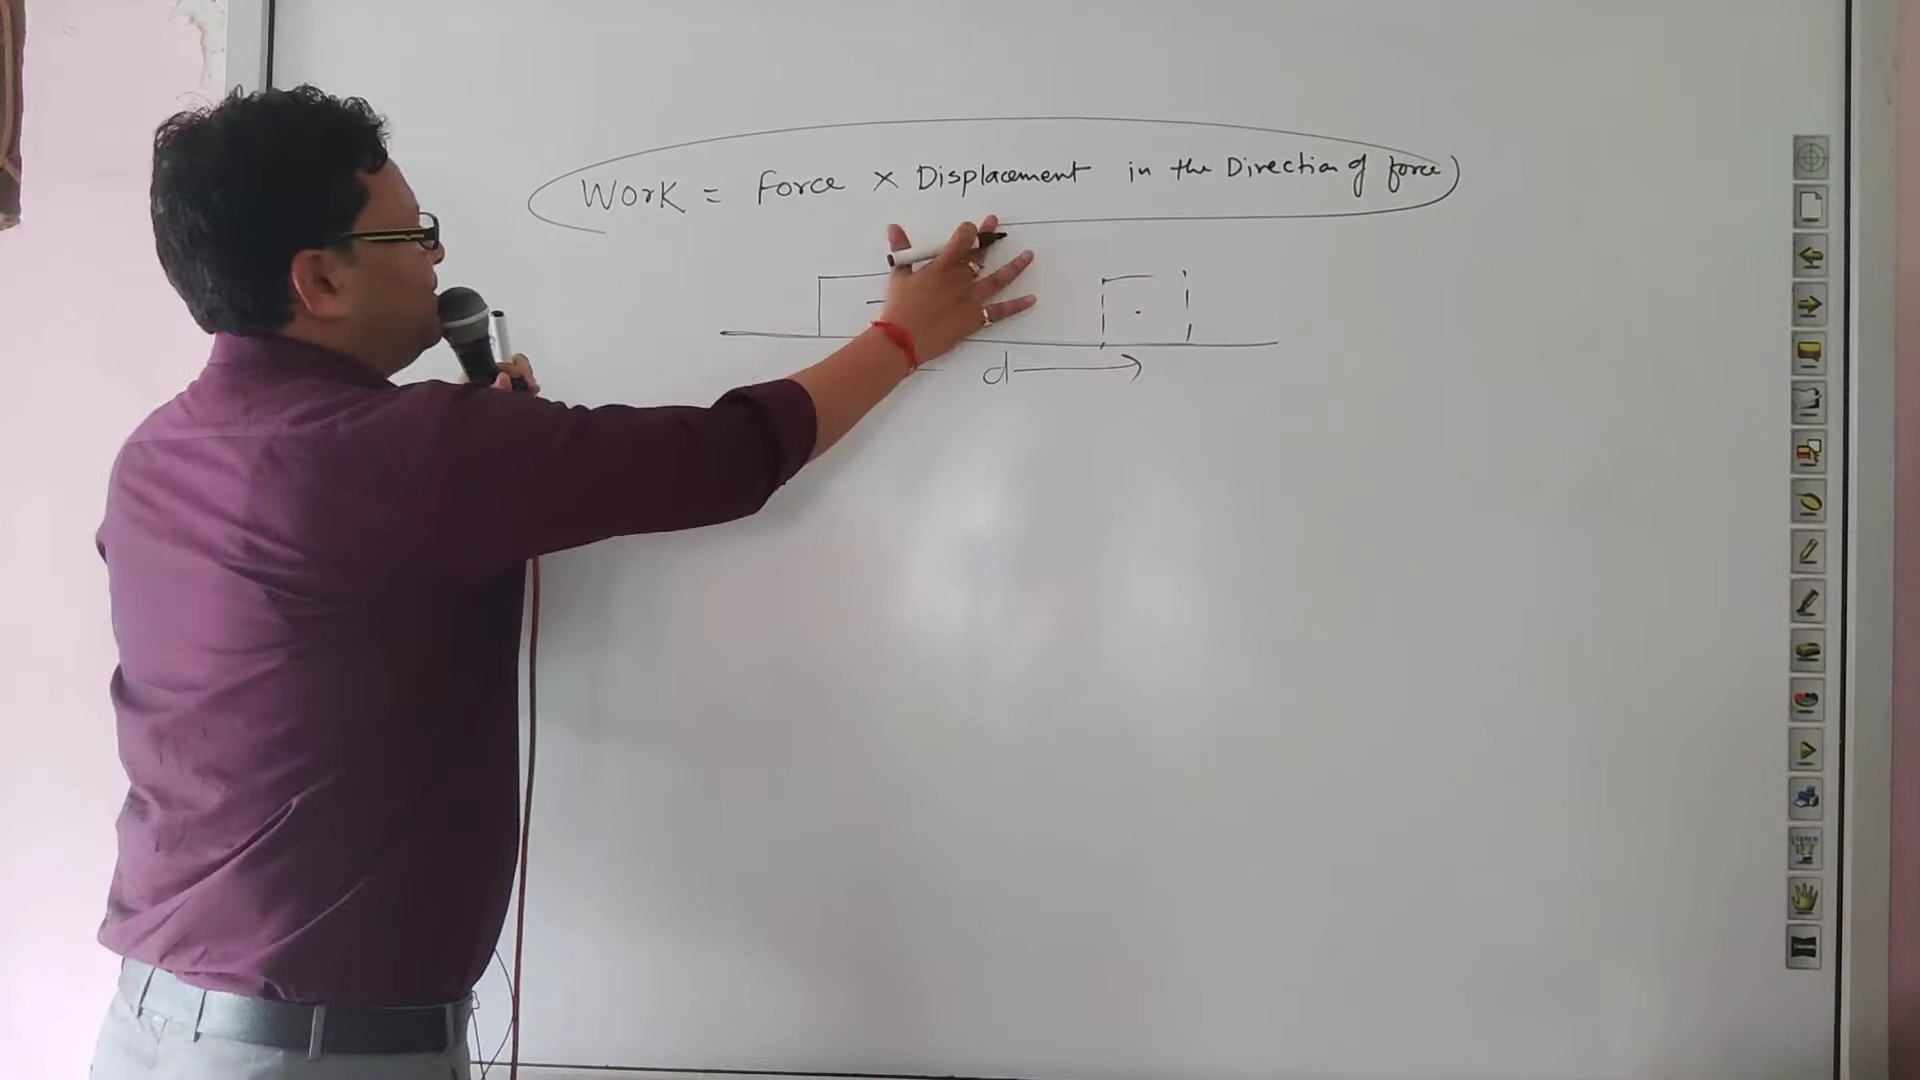 Work = Force × Displacement in the Direction of force
d